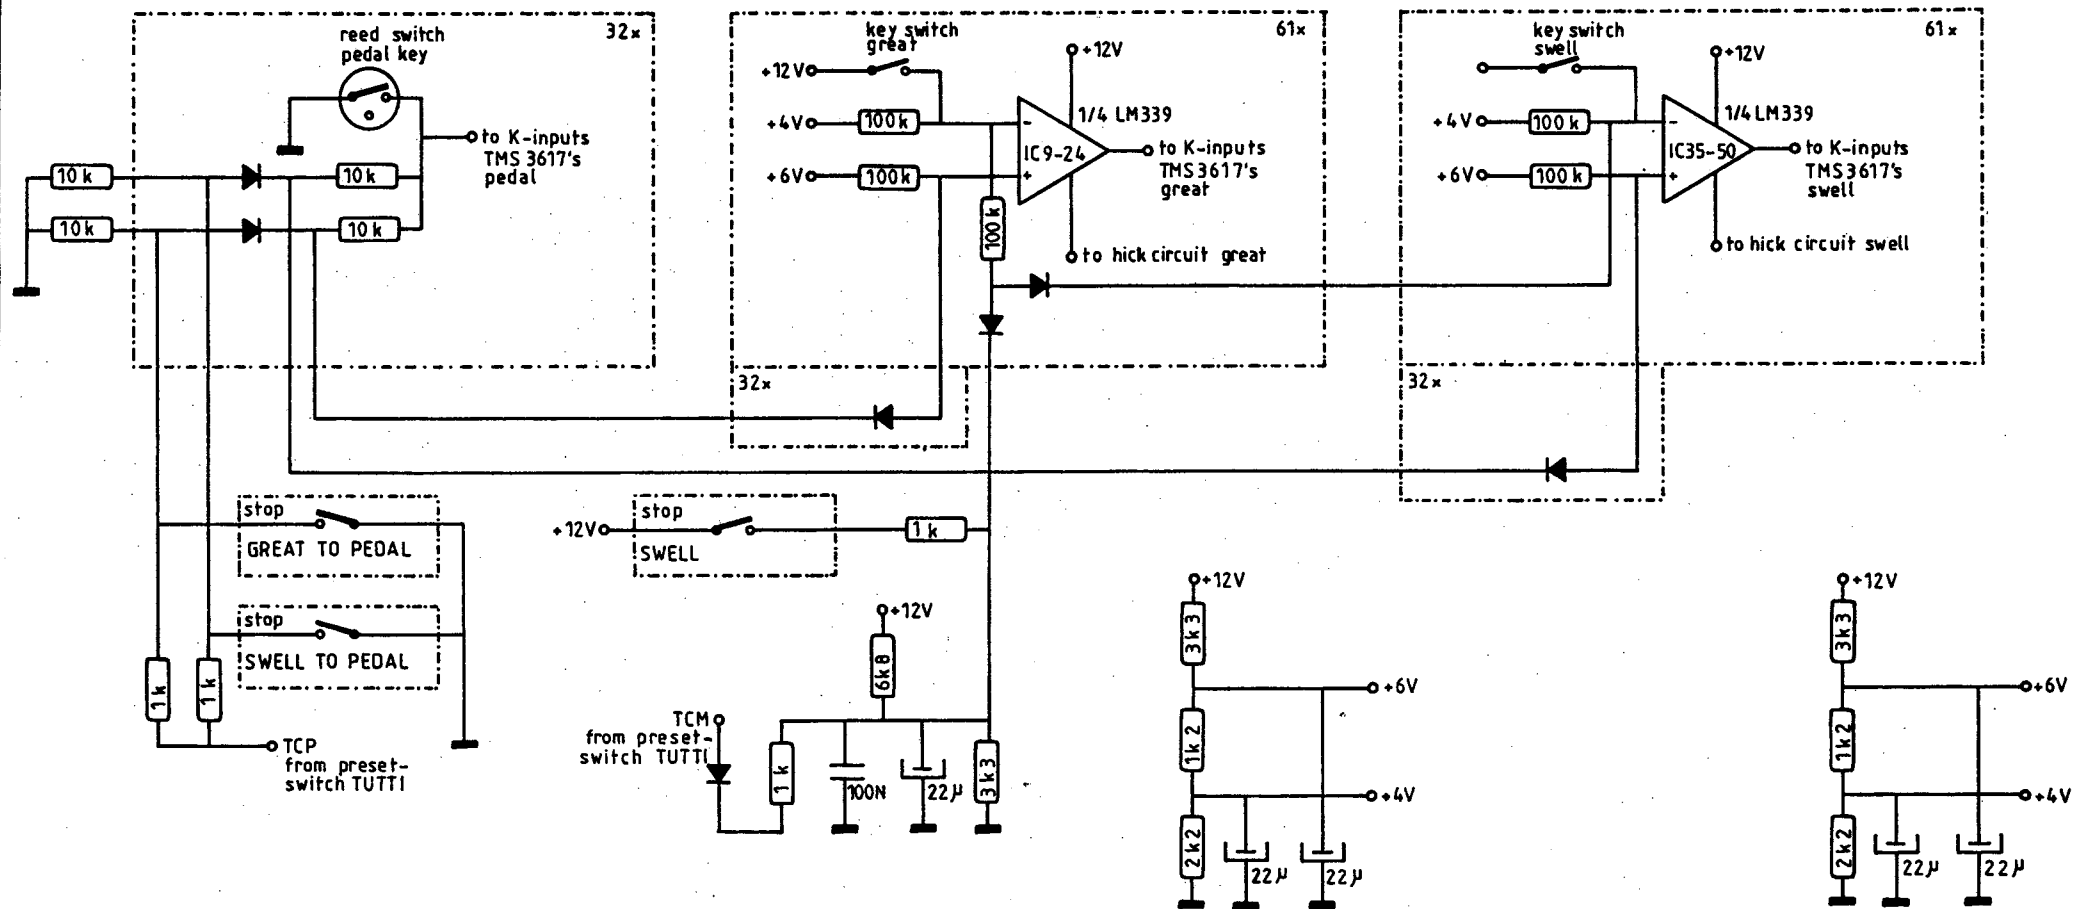 reed switch
pedal key
32x
to K-inputs
TMS 3617's
pedal
10k
10k
10k
10k
key switch
great
61x
+12V
+12V
+4V
100k
1/4 LM339
IC9-24
+6V
100k
to K-inputs
TMS3617's
great
100k
to hick circuit great
32x
key switch
swell
61x
+12V
+4V
100k
1/4 LM339
IC35-50
+6V
100k
to K-inputs
TMS3617's
swell
to hick circuit swell
32x
stop
GREAT TO PEDAL
stop
SWELL TO PEDAL
1k
1k
TCP
from preset-
switch TUTTI
+12V
stop
SWELL
1k
+12V
6k8
TCM
from preset-
switch TUTTI
1k
100N
22µ
3k3
+12V
3k3
+6V
1k2
+4V
2k2
22µ
22µ
+12V
3k3
+6V
1k2
+4V
2k2
22µ
22µ